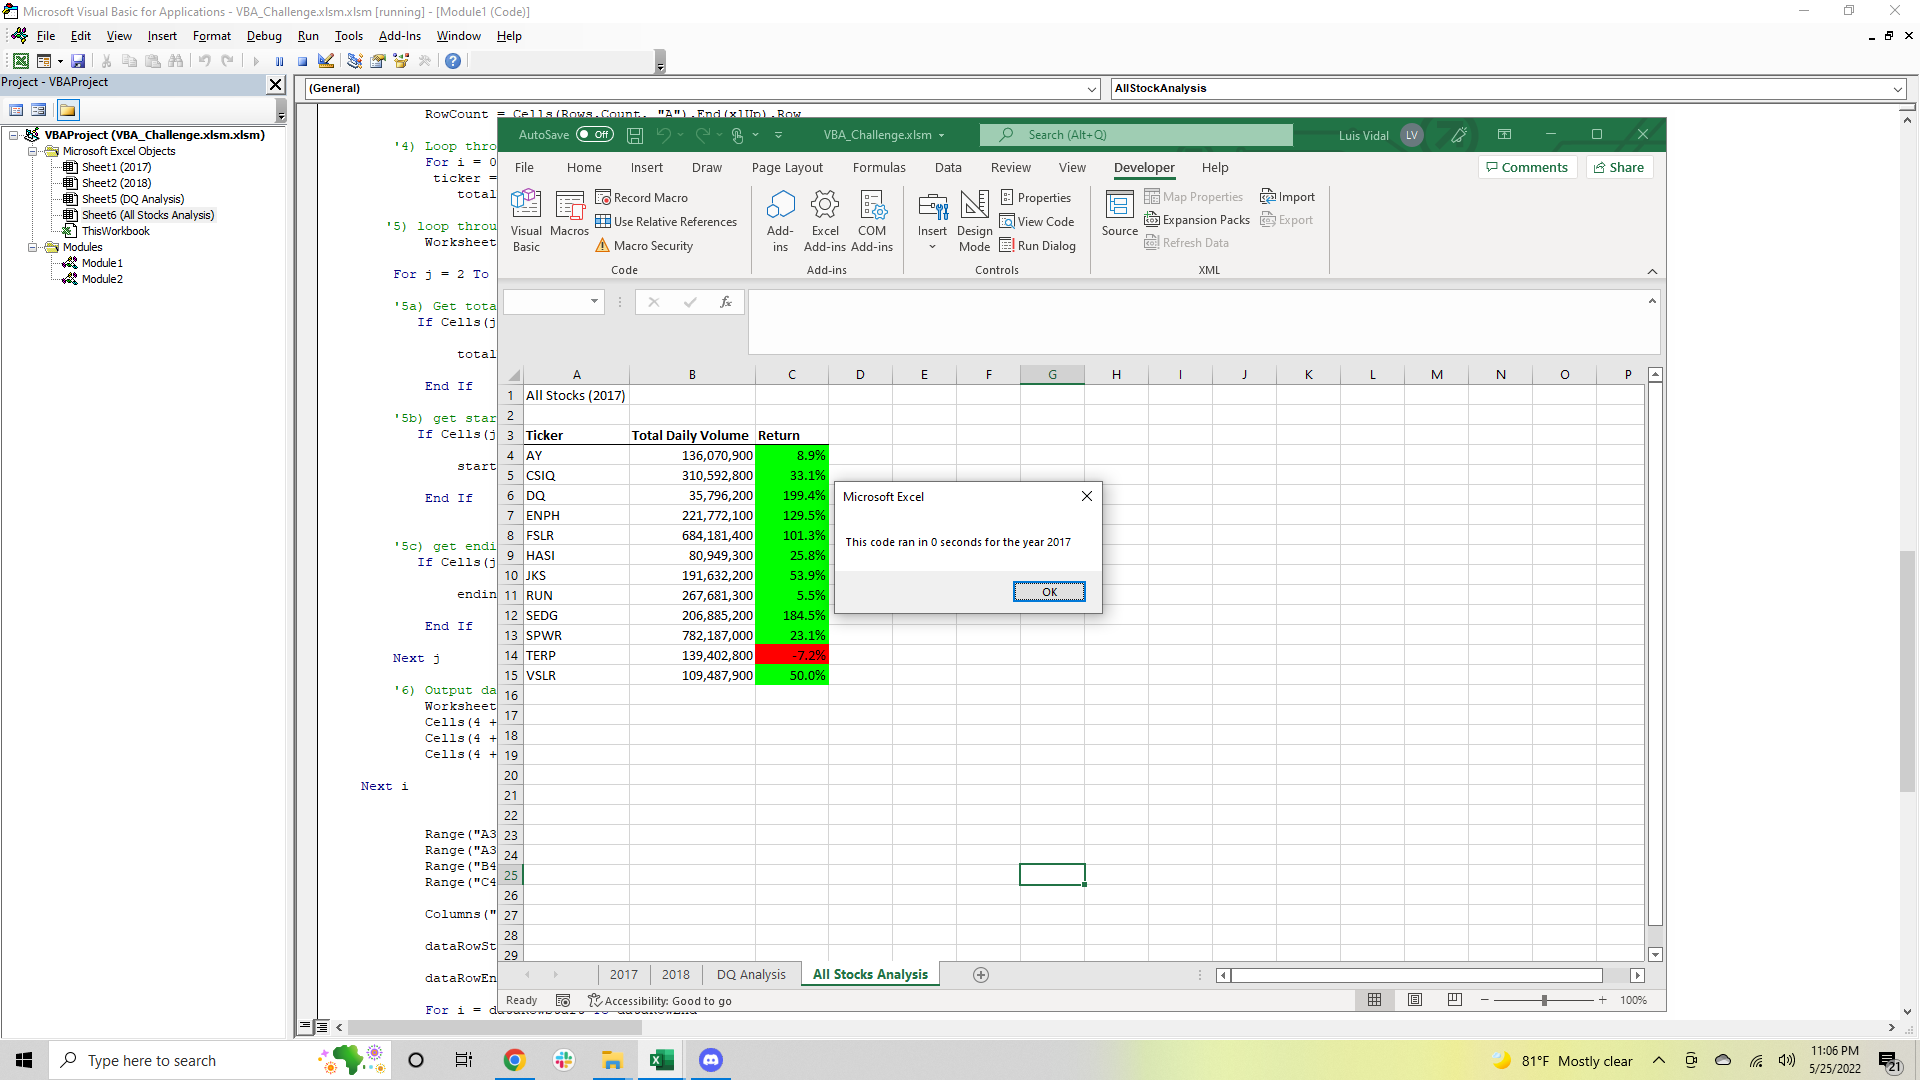 Microsoft Visual Basic for Applications - VBA_Challenge.xlsm.xlsm [running] - [Module1 (Code)]
File Edit View Insert Format Debug Run Tools Add-Ins Window Help
Project - VBAProject
(General)
AllStockAnalysis
VBAProject (VBA_Challenge.xlsm.xlsm)
Microsoft Excel Objects
Sheet1 (2017)
Sheet2 (2018)
Sheet5 (DQ Analysis)
Sheet6 (All Stocks Analysis)
ThisWorkbook
Modules
Module1
Module2
RowCount = Cells(Rows.Count, "A").End(xlUp).Row
'4) Loop throu
For i = 0
ticker =
total
'5) loop throu
Worksheet
For j = 2 To
'5a) Get tota
If Cells(j
total
End If
'5b) get star
If Cells(j
start
End If
'5c) get endi
If Cells(j
endin
End If
Next j
'6) Output da
Worksheet
Cells(4 +
Cells(4 +
Cells(4 +
Next i
Range("A3
Range("A3
Range("B4
Range("C4
Columns("
dataRowSt
dataRowEn
For i = dataRowStart To dataRowEnd
AutoSave Off
VBA_Challenge.xlsm
Search (Alt+Q)
Luis Vidal LV
File Home Insert Draw Page Layout Formulas Data Review View Developer Help
Comments Share
Visual Basic
Macros
Record Macro
Use Relative References
Macro Security
Code
Add-ins
Excel Add-ins
COM Add-ins
Add-ins
Insert
Design Mode
Properties
View Code
Run Dialog
Controls
Source
Map Properties
Expansion Packs
Refresh Data
Import
Export
XML
fx
A B C D E F G H I J K L M N O P
1 All Stocks (2017)
2
3 Ticker Total Daily Volume Return
4 AY 136,070,900 8.9%
5 CSIQ 310,592,800 33.1%
6 DQ 35,796,200 199.4%
7 ENPH 221,772,100 129.5%
8 FSLR 684,181,400 101.3%
9 HASI 80,949,300 25.8%
10 JKS 191,632,200 53.9%
11 RUN 267,681,300 5.5%
12 SEDG 206,885,200 184.5%
13 SPWR 782,187,000 23.1%
14 TERP 139,402,800 -7.2%
15 VSLR 109,487,900 50.0%
16
17
18
19
20
21
22
23
24
25
26
27
28
29
Microsoft Excel
This code ran in 0 seconds for the year 2017
OK
2017 2018 DQ Analysis All Stocks Analysis
Ready Accessibility: Good to go
100%
Type here to search
81°F Mostly clear
11:06 PM
5/25/2022
21